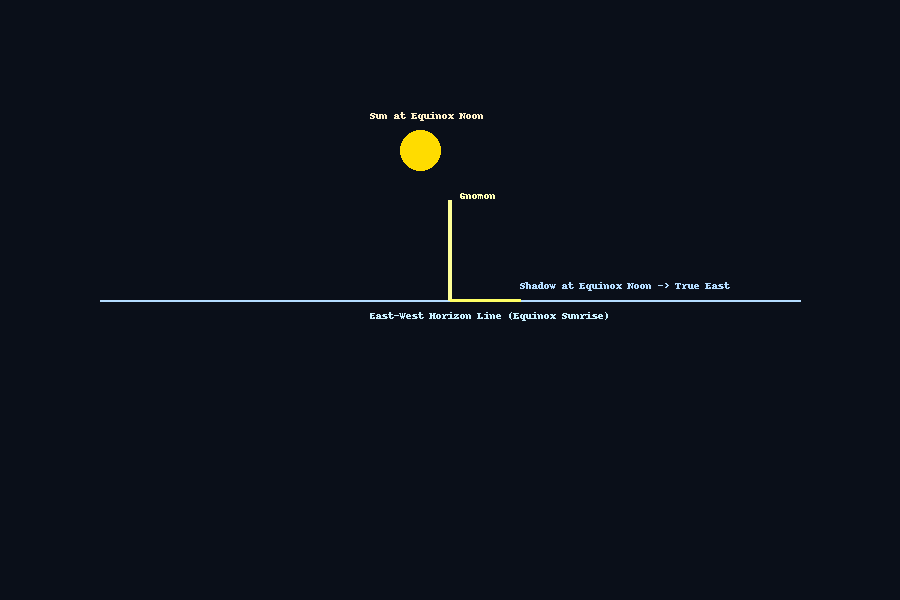 Sun at Equinox Noon
Gnomon
Shadow at Equinox Noon -> True East
East-West Horizon Line (Equinox Sunrise)